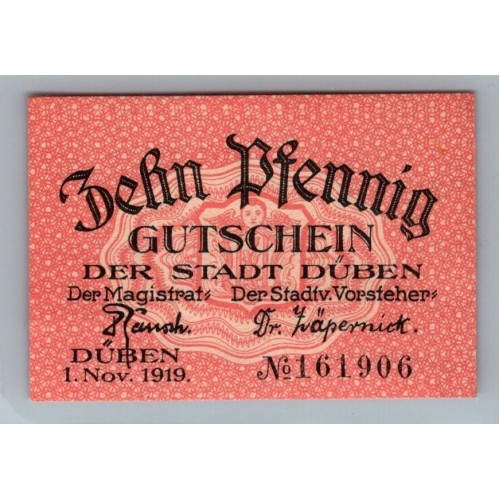 Zehn Pfennig
GUTSCHEIN
DER STADT DÜBEN
Der Magistrat: Der Stadtv. Vorsteher:
Dr. Zäpernick.
DÜBEN
1. Nov. 1919. № 161906